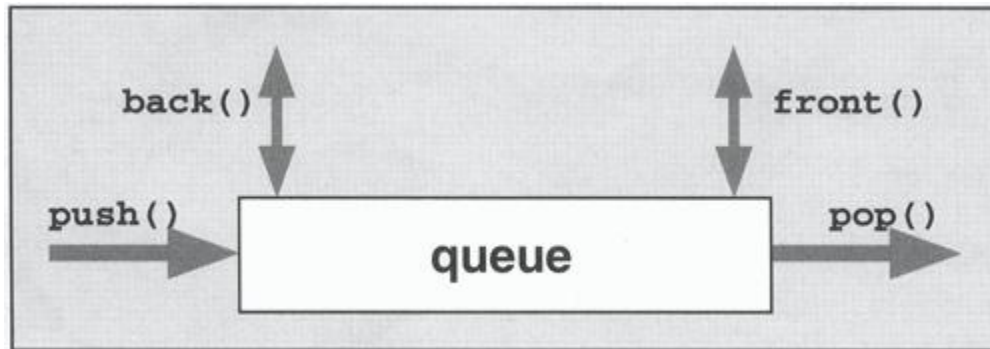 back()
front()
push()
pop()
queue